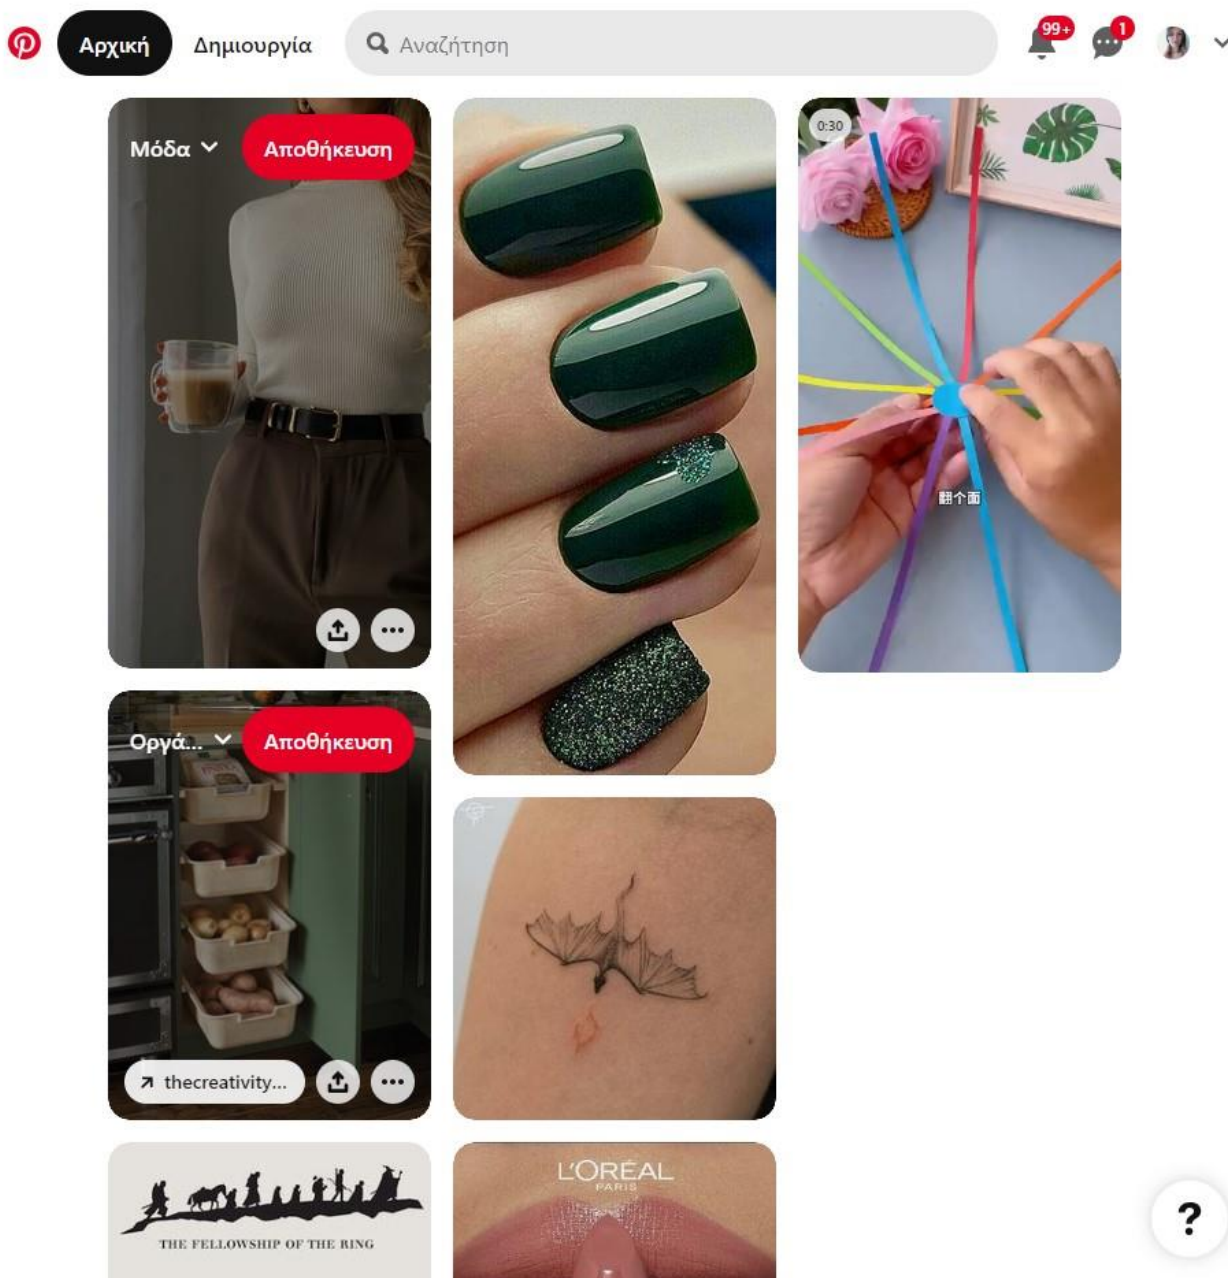 Αρχική
Δημιουργία
Αναζήτηση
99+
1
Μόδα
Αποθήκευση
0:30
翻个面
Οργά...
Αποθήκευση
thecreativity...
THE FELLOWSHIP OF THE RING
L'ORÉAL
PARIS
?